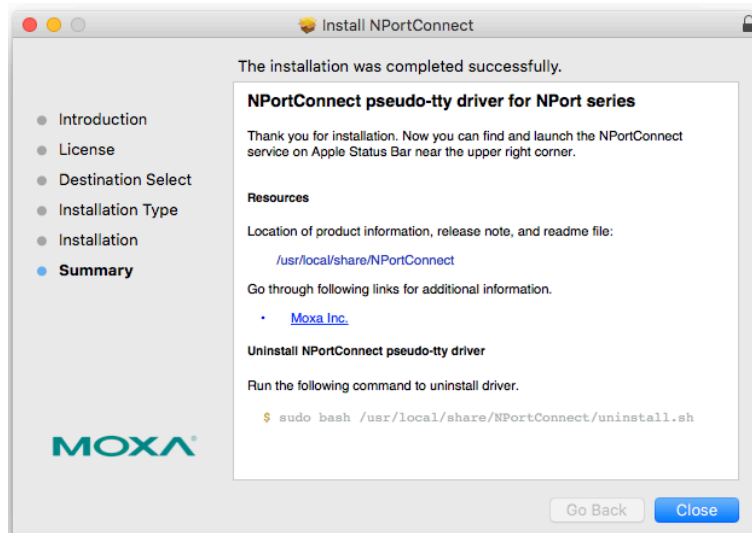 Install NPortConnect
The installation was completed successfully.
Introduction
License
Destination Select
Installation Type
Installation
Summary
NPortConnect pseudo-tty driver for NPort series
Thank you for installation. Now you can find and launch the NPortConnect
service on Apple Status Bar near the upper right corner.
Resources
Location of product information, release note, and readme file:
/usr/local/share/NPortConnect
Go through following links for additional information.
• Moxa Inc.
Uninstall NPortConnect pseudo-tty driver
Run the following command to uninstall driver.
$ sudo bash /usr/local/share/NPortConnect/uninstall.sh
MOXA®
Go Back
Close